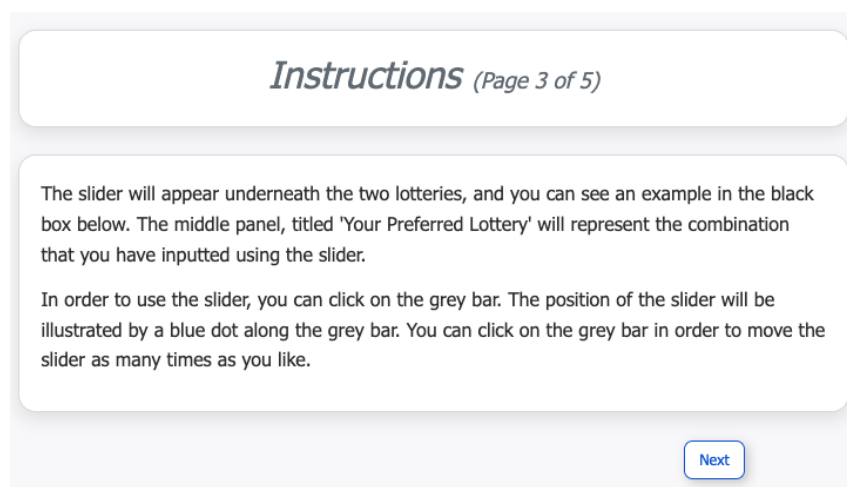 Instructions (Page 3 of 5)
The slider will appear underneath the two lotteries, and you can see an example in the black
box below. The middle panel, titled 'Your Preferred Lottery' will represent the combination
that you have inputted using the slider.
In order to use the slider, you can click on the grey bar. The position of the slider will be
illustrated by a blue dot along the grey bar. You can click on the grey bar in order to move the
slider as many times as you like.
Next